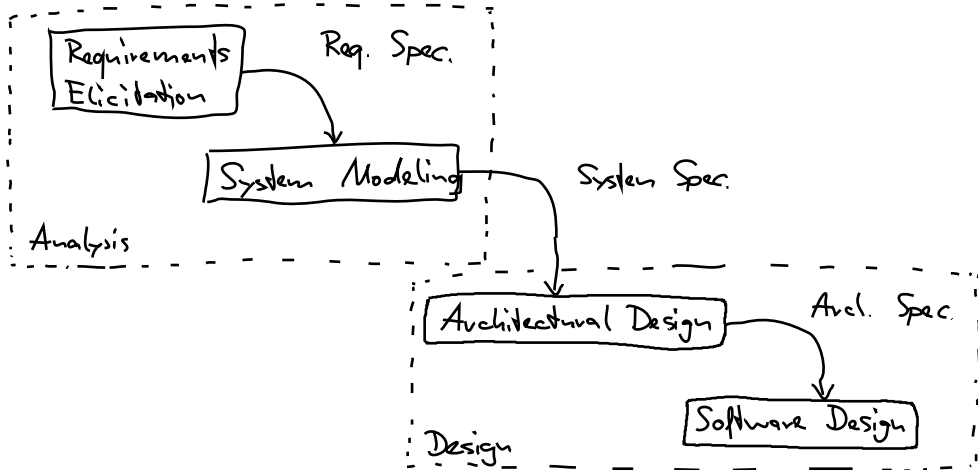 Requirements
Elicitation
Req. Spec.
System Modeling
System Spec.
Analysis
Architectural Design
Arch. Spec.
Software Design
Design